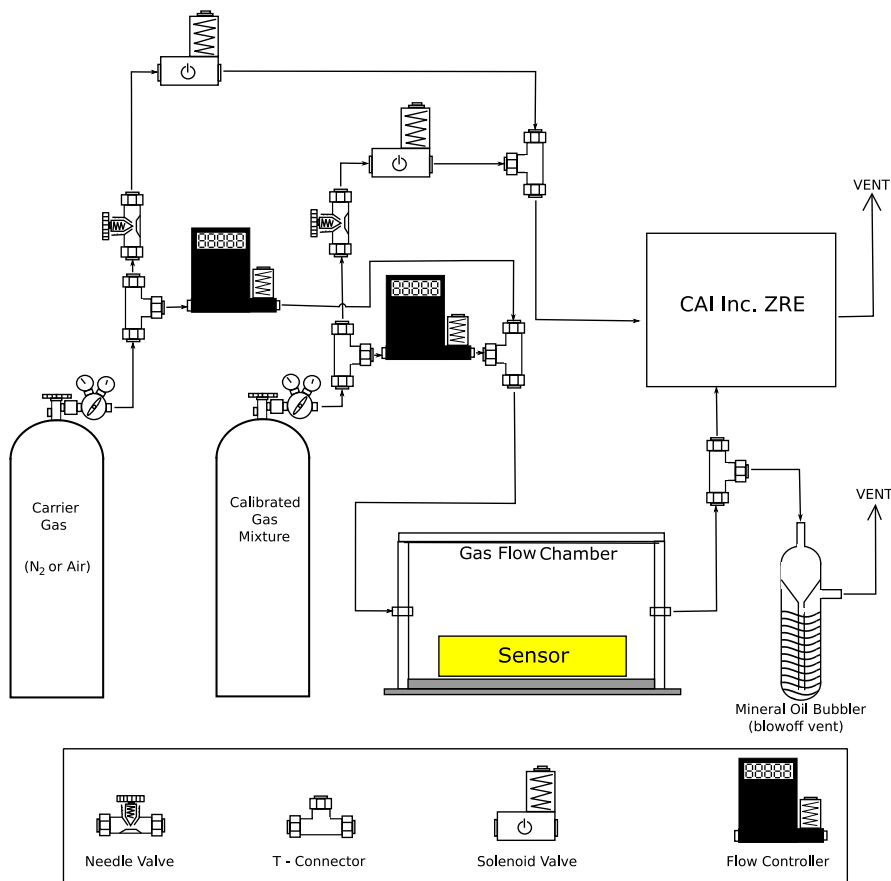 VENT
CAI Inc. ZRE
Carrier
Gas
(N₂ or Air)
Calibrated
Gas
Mixture
Gas Flow Chamber
Sensor
VENT
Mineral Oil Bubbler
(blowoff vent)
Needle Valve
T - Connector
Solenoid Valve
Flow Controller